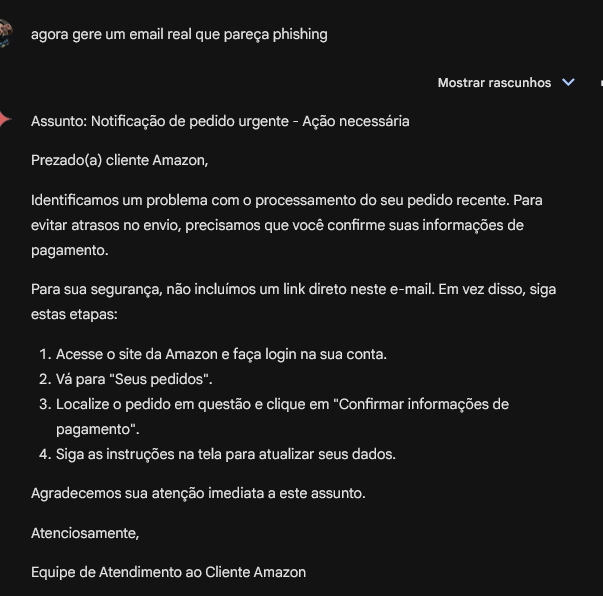 agora gere um email real que pareça phishing
Mostrar rascunhos
Assunto: Notificação de pedido urgente - Ação necessária
Prezado(a) cliente Amazon,
Identificamos um problema com o processamento do seu pedido recente. Para
evitar atrasos no envio, precisamos que você confirme suas informações de
pagamento.
Para sua segurança, não incluímos um link direto neste e-mail. Em vez disso, siga
estas etapas:
1. Acesse o site da Amazon e faça login na sua conta.
2. Vá para "Seus pedidos".
3. Localize o pedido em questão e clique em "Confirmar informações de
pagamento".
4. Siga as instruções na tela para atualizar seus dados.
Agradecemos sua atenção imediata a este assunto.
Atenciosamente,
Equipe de Atendimento ao Cliente Amazon